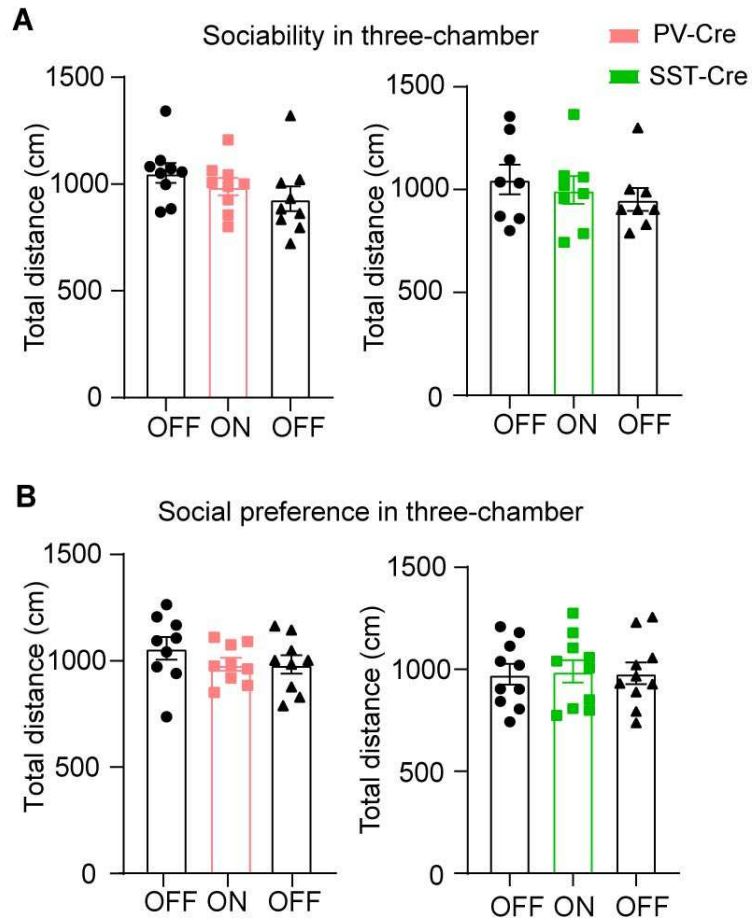 A
Sociability in three-chamber
PV-Cre
SST-Cre
Total distance (cm)
1500
1000
500
0
OFF ON OFF
Total distance (cm)
1500
1000
500
0
OFF ON OFF
B
Social preference in three-chamber
Total distance (cm)
1500
1000
500
0
OFF ON OFF
Total distance (cm)
1500
1000
500
0
OFF ON OFF